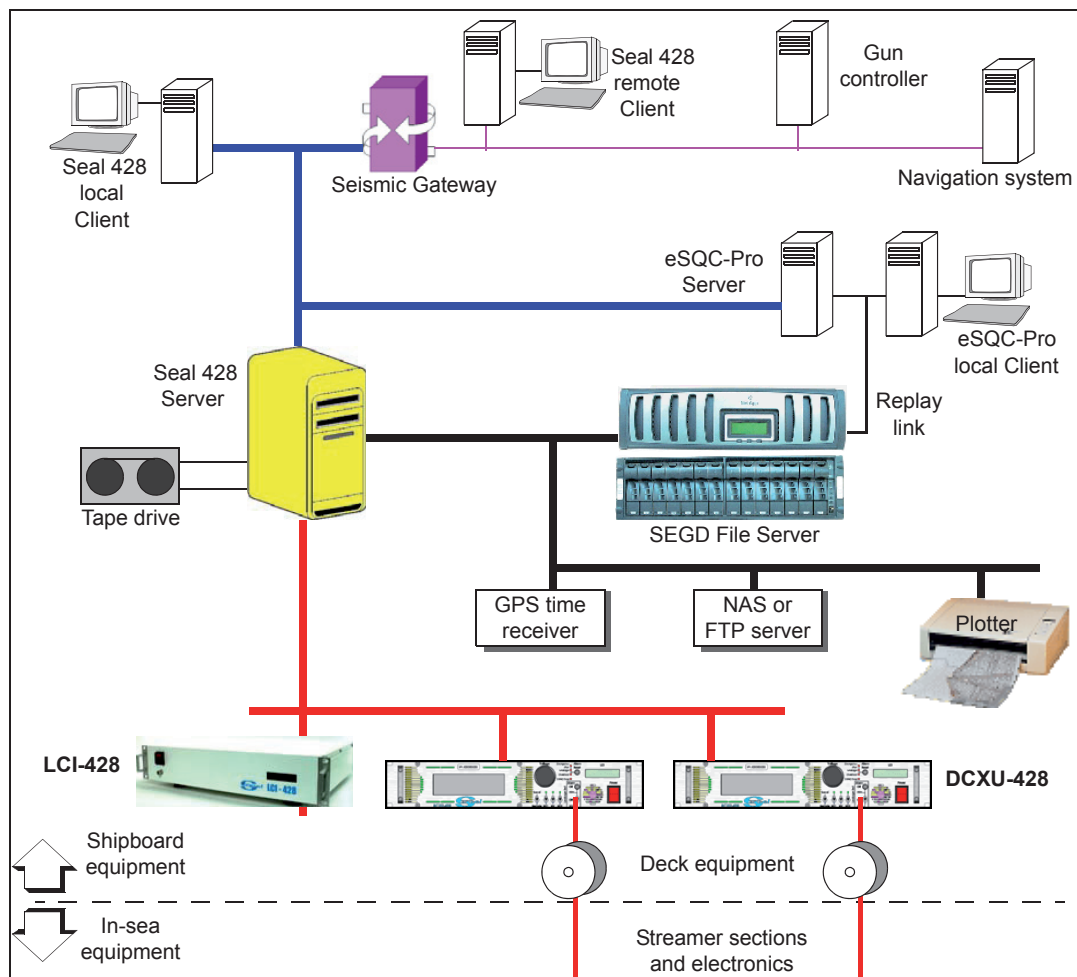 Seal 428
remote
Client
Gun
controller
Seal 428
local
Client
Seismic Gateway
Navigation system
eSQC-Pro
Server
eSQC-Pro
local Client
Seal 428
Server
Replay
link
Tape drive
SEGD File Server
GPS time
receiver
NAS or
FTP server
Plotter
LCI-428
LCI - 428
DCXU-428
Shipboard
equipment
Deck equipment
In-sea
equipment
Streamer sections
and electronics